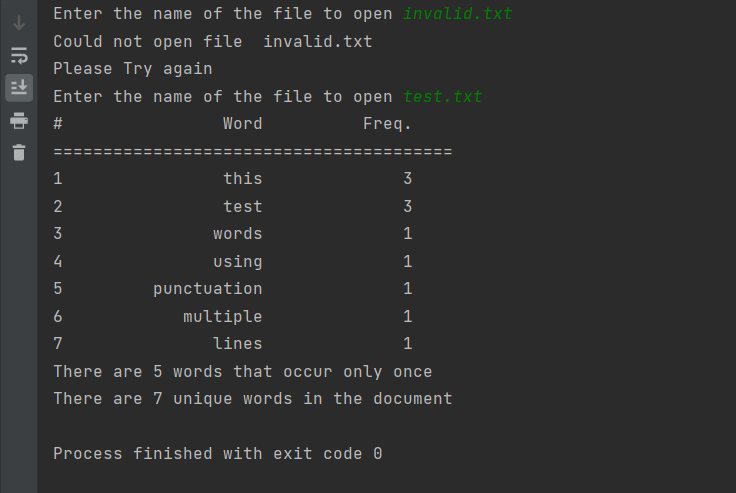 Enter the name of the file to open invalid.txt
Could not open file  invalid.txt
Please Try again
Enter the name of the file to open test.txt
#                Word          Freq.
========================================
1                this              3
2                test              3
3               words              1
4               using              1
5         punctuation              1
6            multiple              1
7               lines              1
There are 5 words that occur only once
There are 7 unique words in the document
Process finished with exit code 0